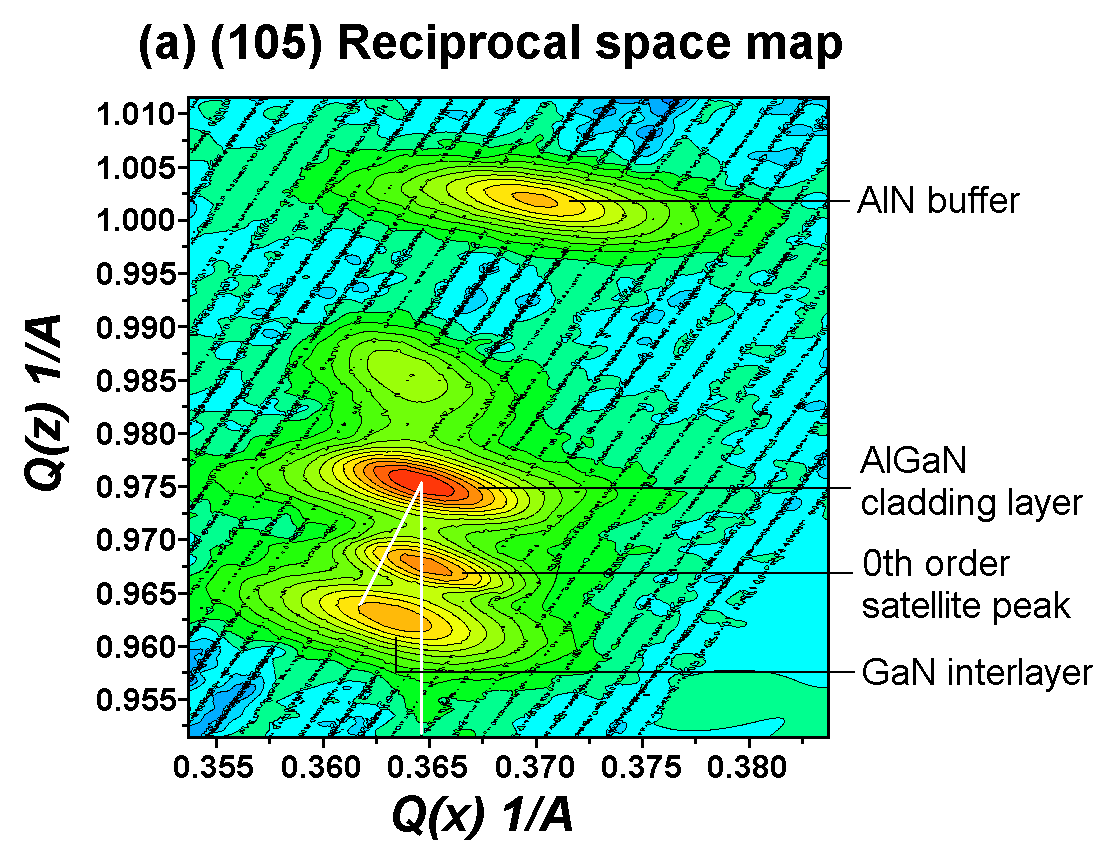 (a) (105) Reciprocal space map
1.010
1.005
1.000
0.995
0.990
0.985
0.980
0.975
0.970
0.965
0.960
0.955
Q(z) 1/A
AlN buffer
AlGaN
cladding layer
0th order
satellite peak
GaN interlayer
0.355 0.360 0.365 0.370 0.375 0.380
Q(x) 1/A